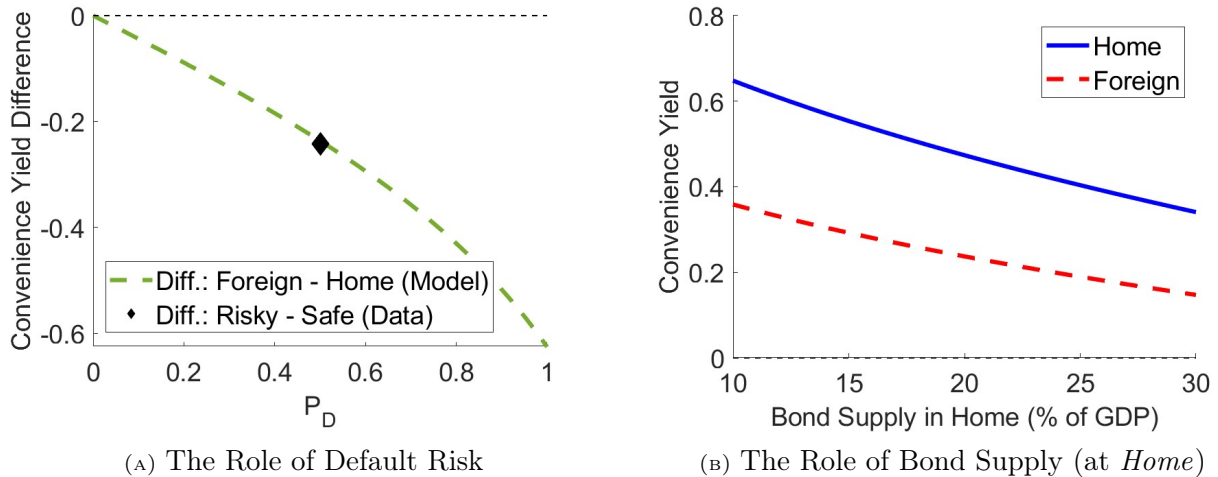 Convenience Yield Difference
0
-0.2
-0.4
-0.6
Diff.: Foreign - Home (Model)
Diff.: Risky - Safe (Data)
0 0.2 0.4 0.6 0.8 1
P_D
(A) The Role of Default Risk
Convenience Yield
0.8
0.6
0.4
0.2
0
Home
Foreign
10 15 20 25 30
Bond Supply in Home (% of GDP)
(B) The Role of Bond Supply (at Home)